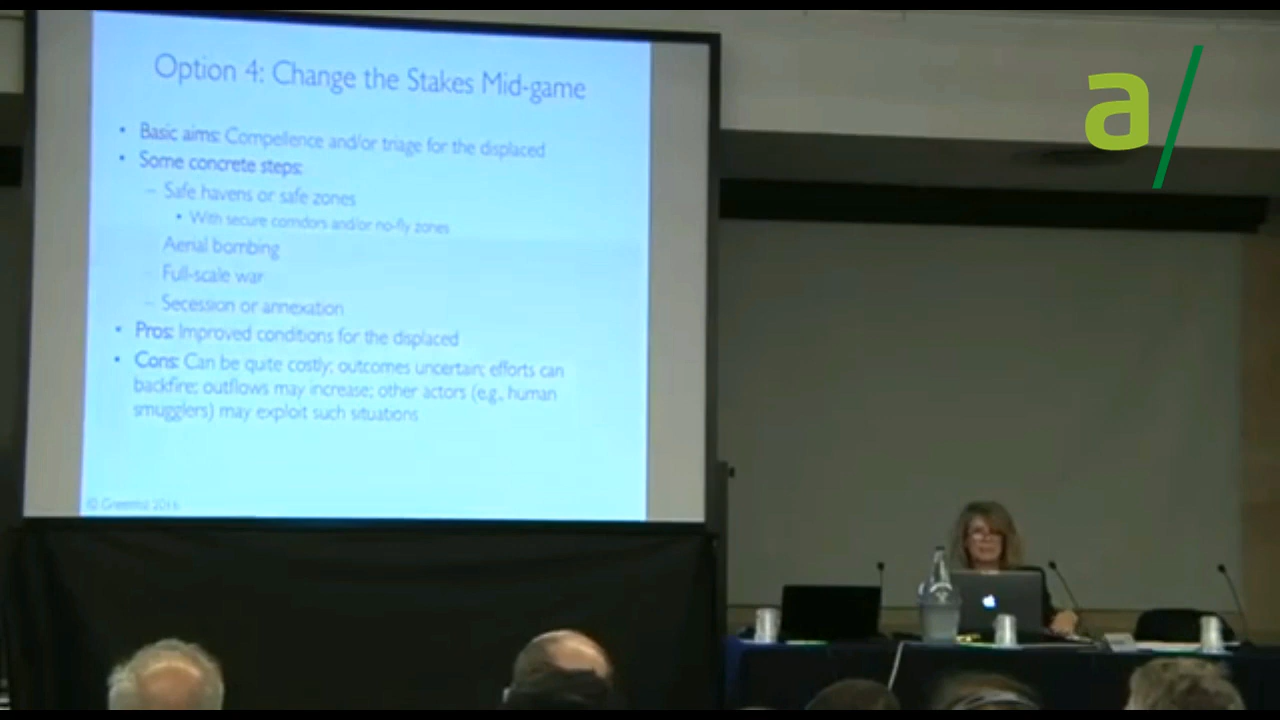 Option 4: Change the Stakes Mid-game
• Basic aims: Compellence and/or triage for the displaced
• Some concrete steps:
– Safe havens or safe zones
• With secure corridors and/or no-fly zones
– Aerial bombing
– Full-scale war
– Secession or annexation
• Pros: Improved conditions for the displaced
• Cons: Can be quite costly; outcomes uncertain; efforts can
backfire; outflows may increase; other actors (e.g., human
smugglers) may exploit such situations
a/